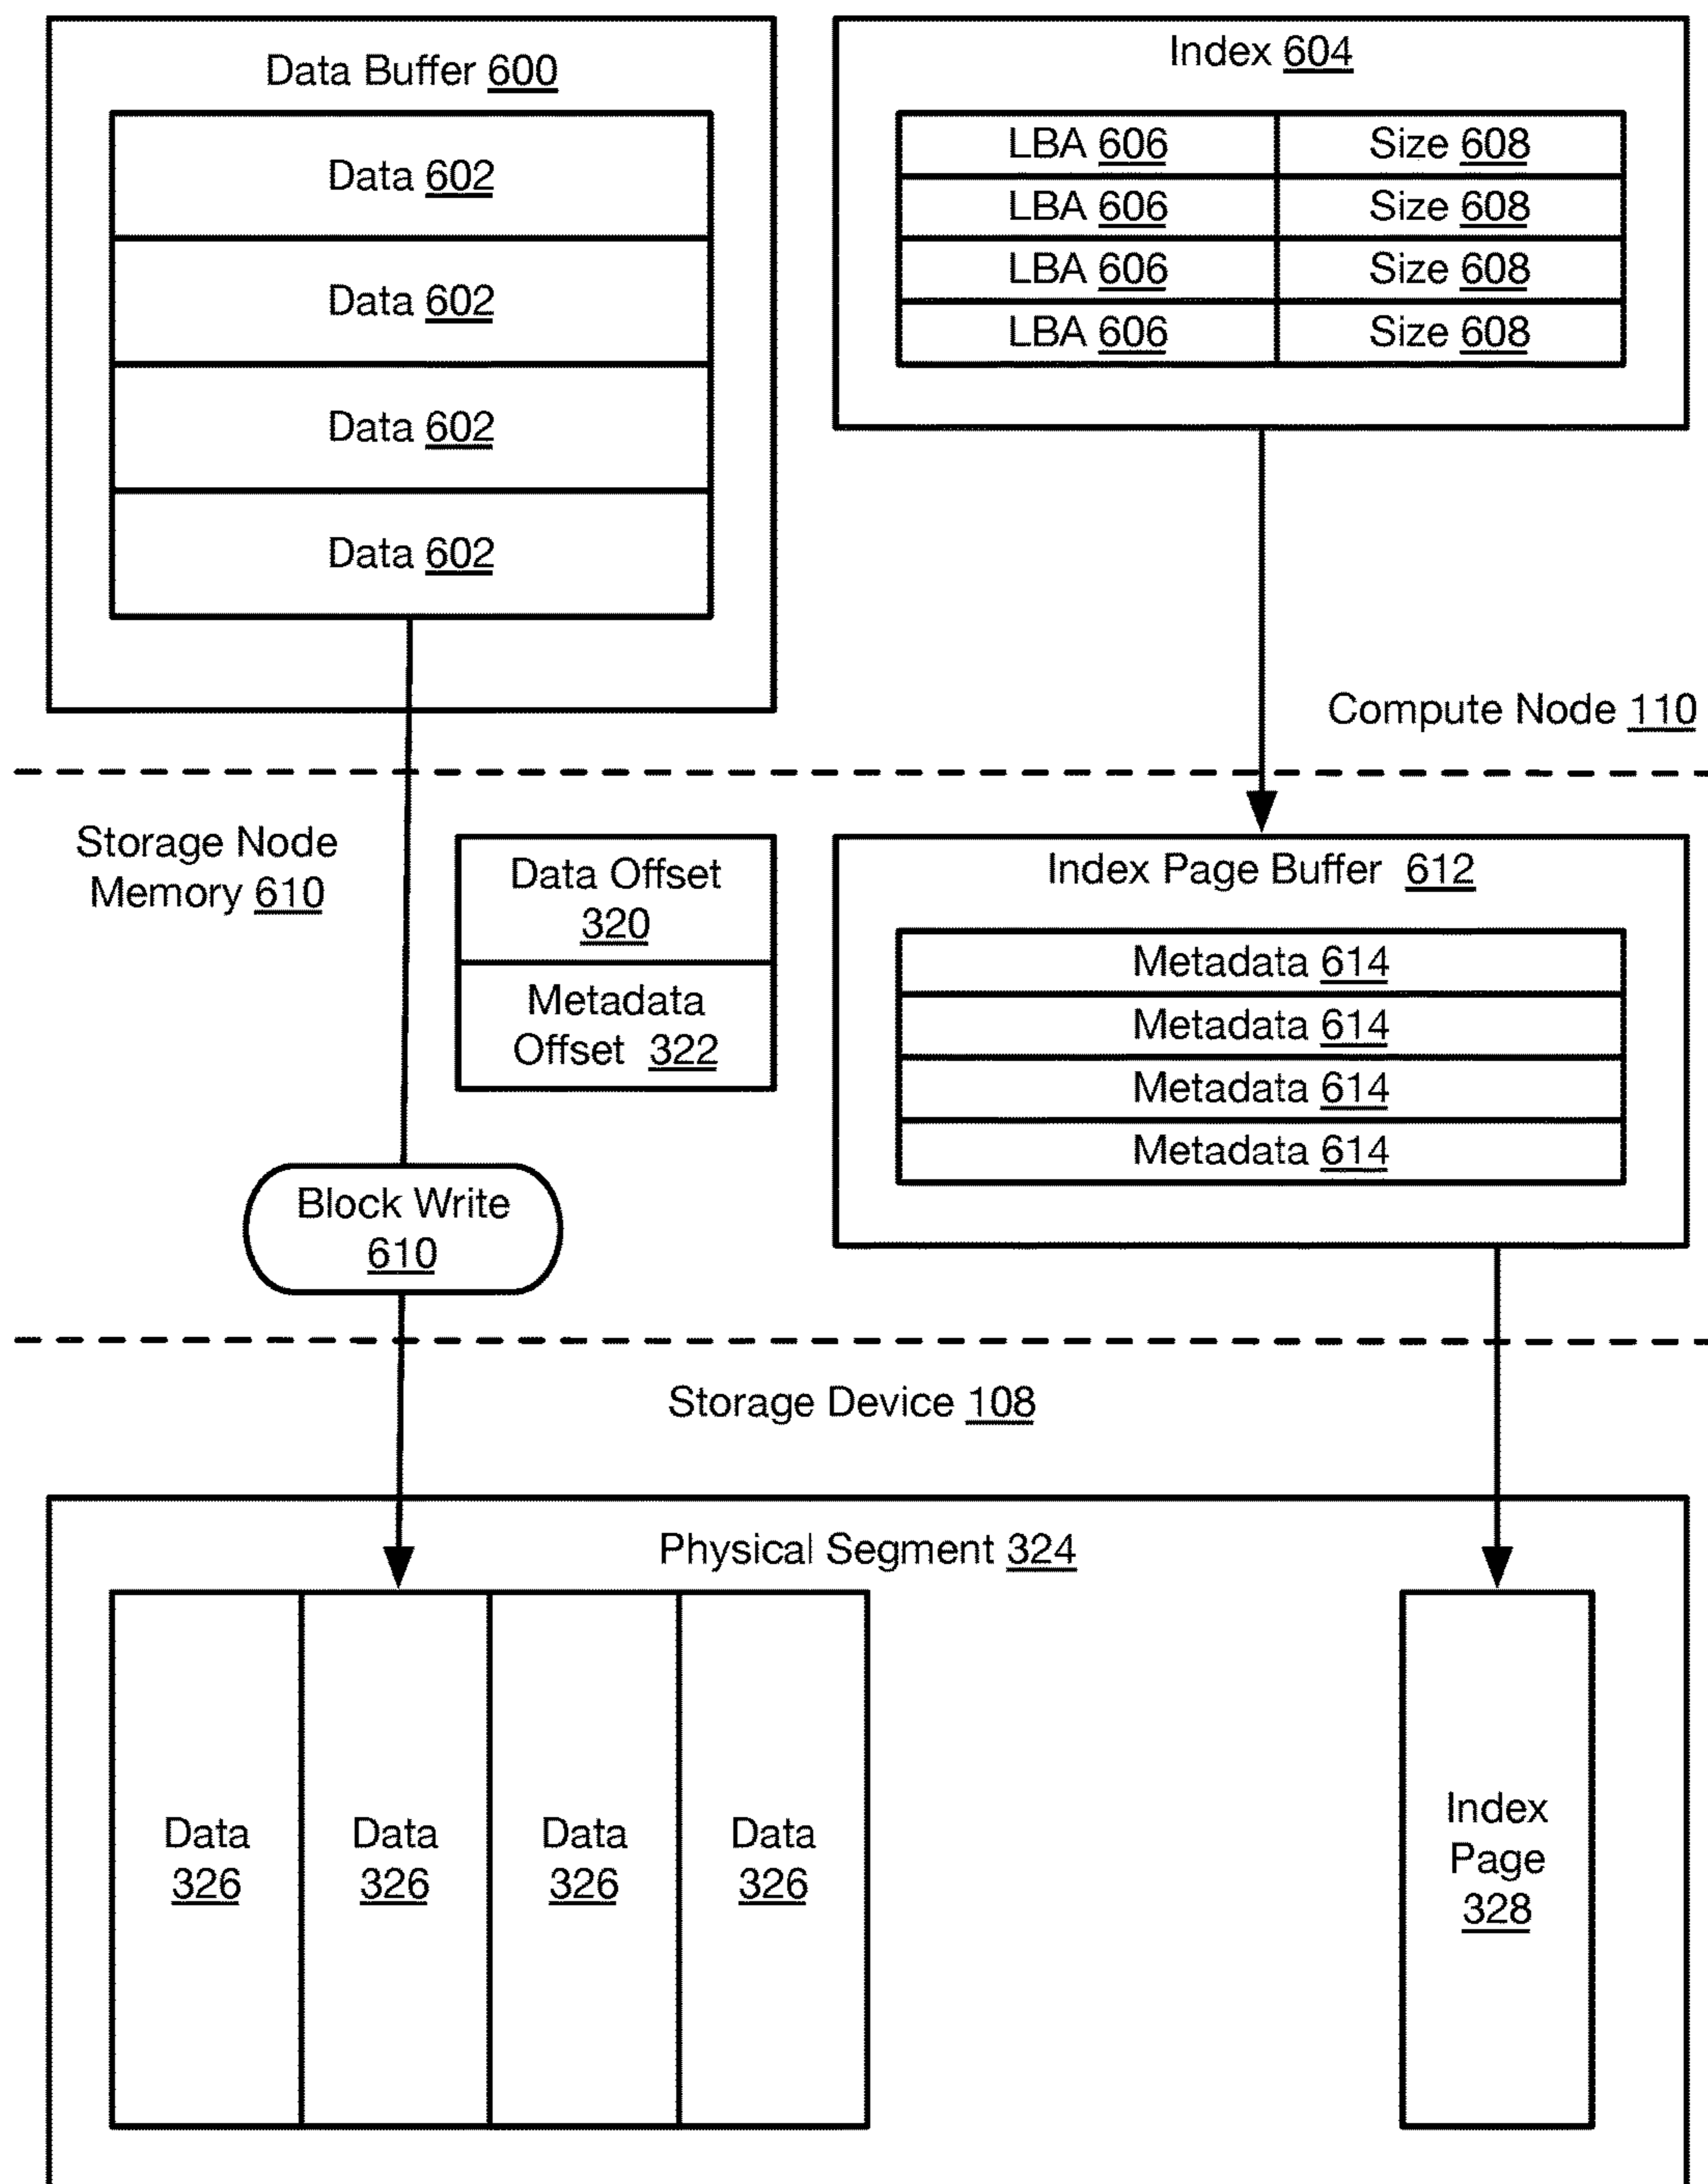 Data Buffer 600
Data 602
Data 602
Data 602
Data 602
Index 604
LBA 606 Size 608
LBA 606 Size 608
LBA 606 Size 608
LBA 606 Size 608
Compute Node 110
Storage Node
Memory 610
Data Offset
320
Metadata
Offset 322
Index Page Buffer 612
Metadata 614
Metadata 614
Metadata 614
Metadata 614
Block Write
610
Storage Device 108
Physical Segment 324
Data
326
Data
326
Data
326
Data
326
Index
Page
328